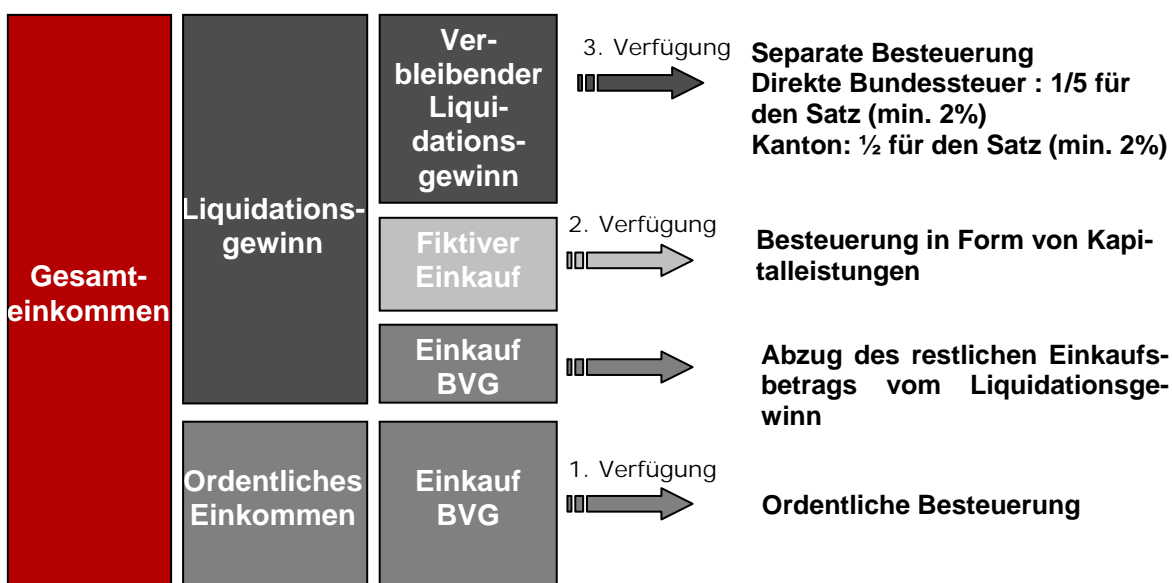 Gesamt-
einkommen
Liquidations-
gewinn
Ordentliches
Einkommen
Ver-
bleibender
Liqui-
dations-
gewinn
Fiktiver
Einkauf
Einkauf
BVG
Einkauf
BVG
3. Verfügung
Separate Besteuerung
Direkte Bundessteuer : 1/5 für
den Satz (min. 2%)
Kanton: ½ für den Satz (min. 2%)
2. Verfügung
Besteuerung in Form von Kapi-
talleistungen
Abzug des restlichen Einkaufs-
betrags vom Liquidationsge-
winn
1. Verfügung
Ordentliche Besteuerung